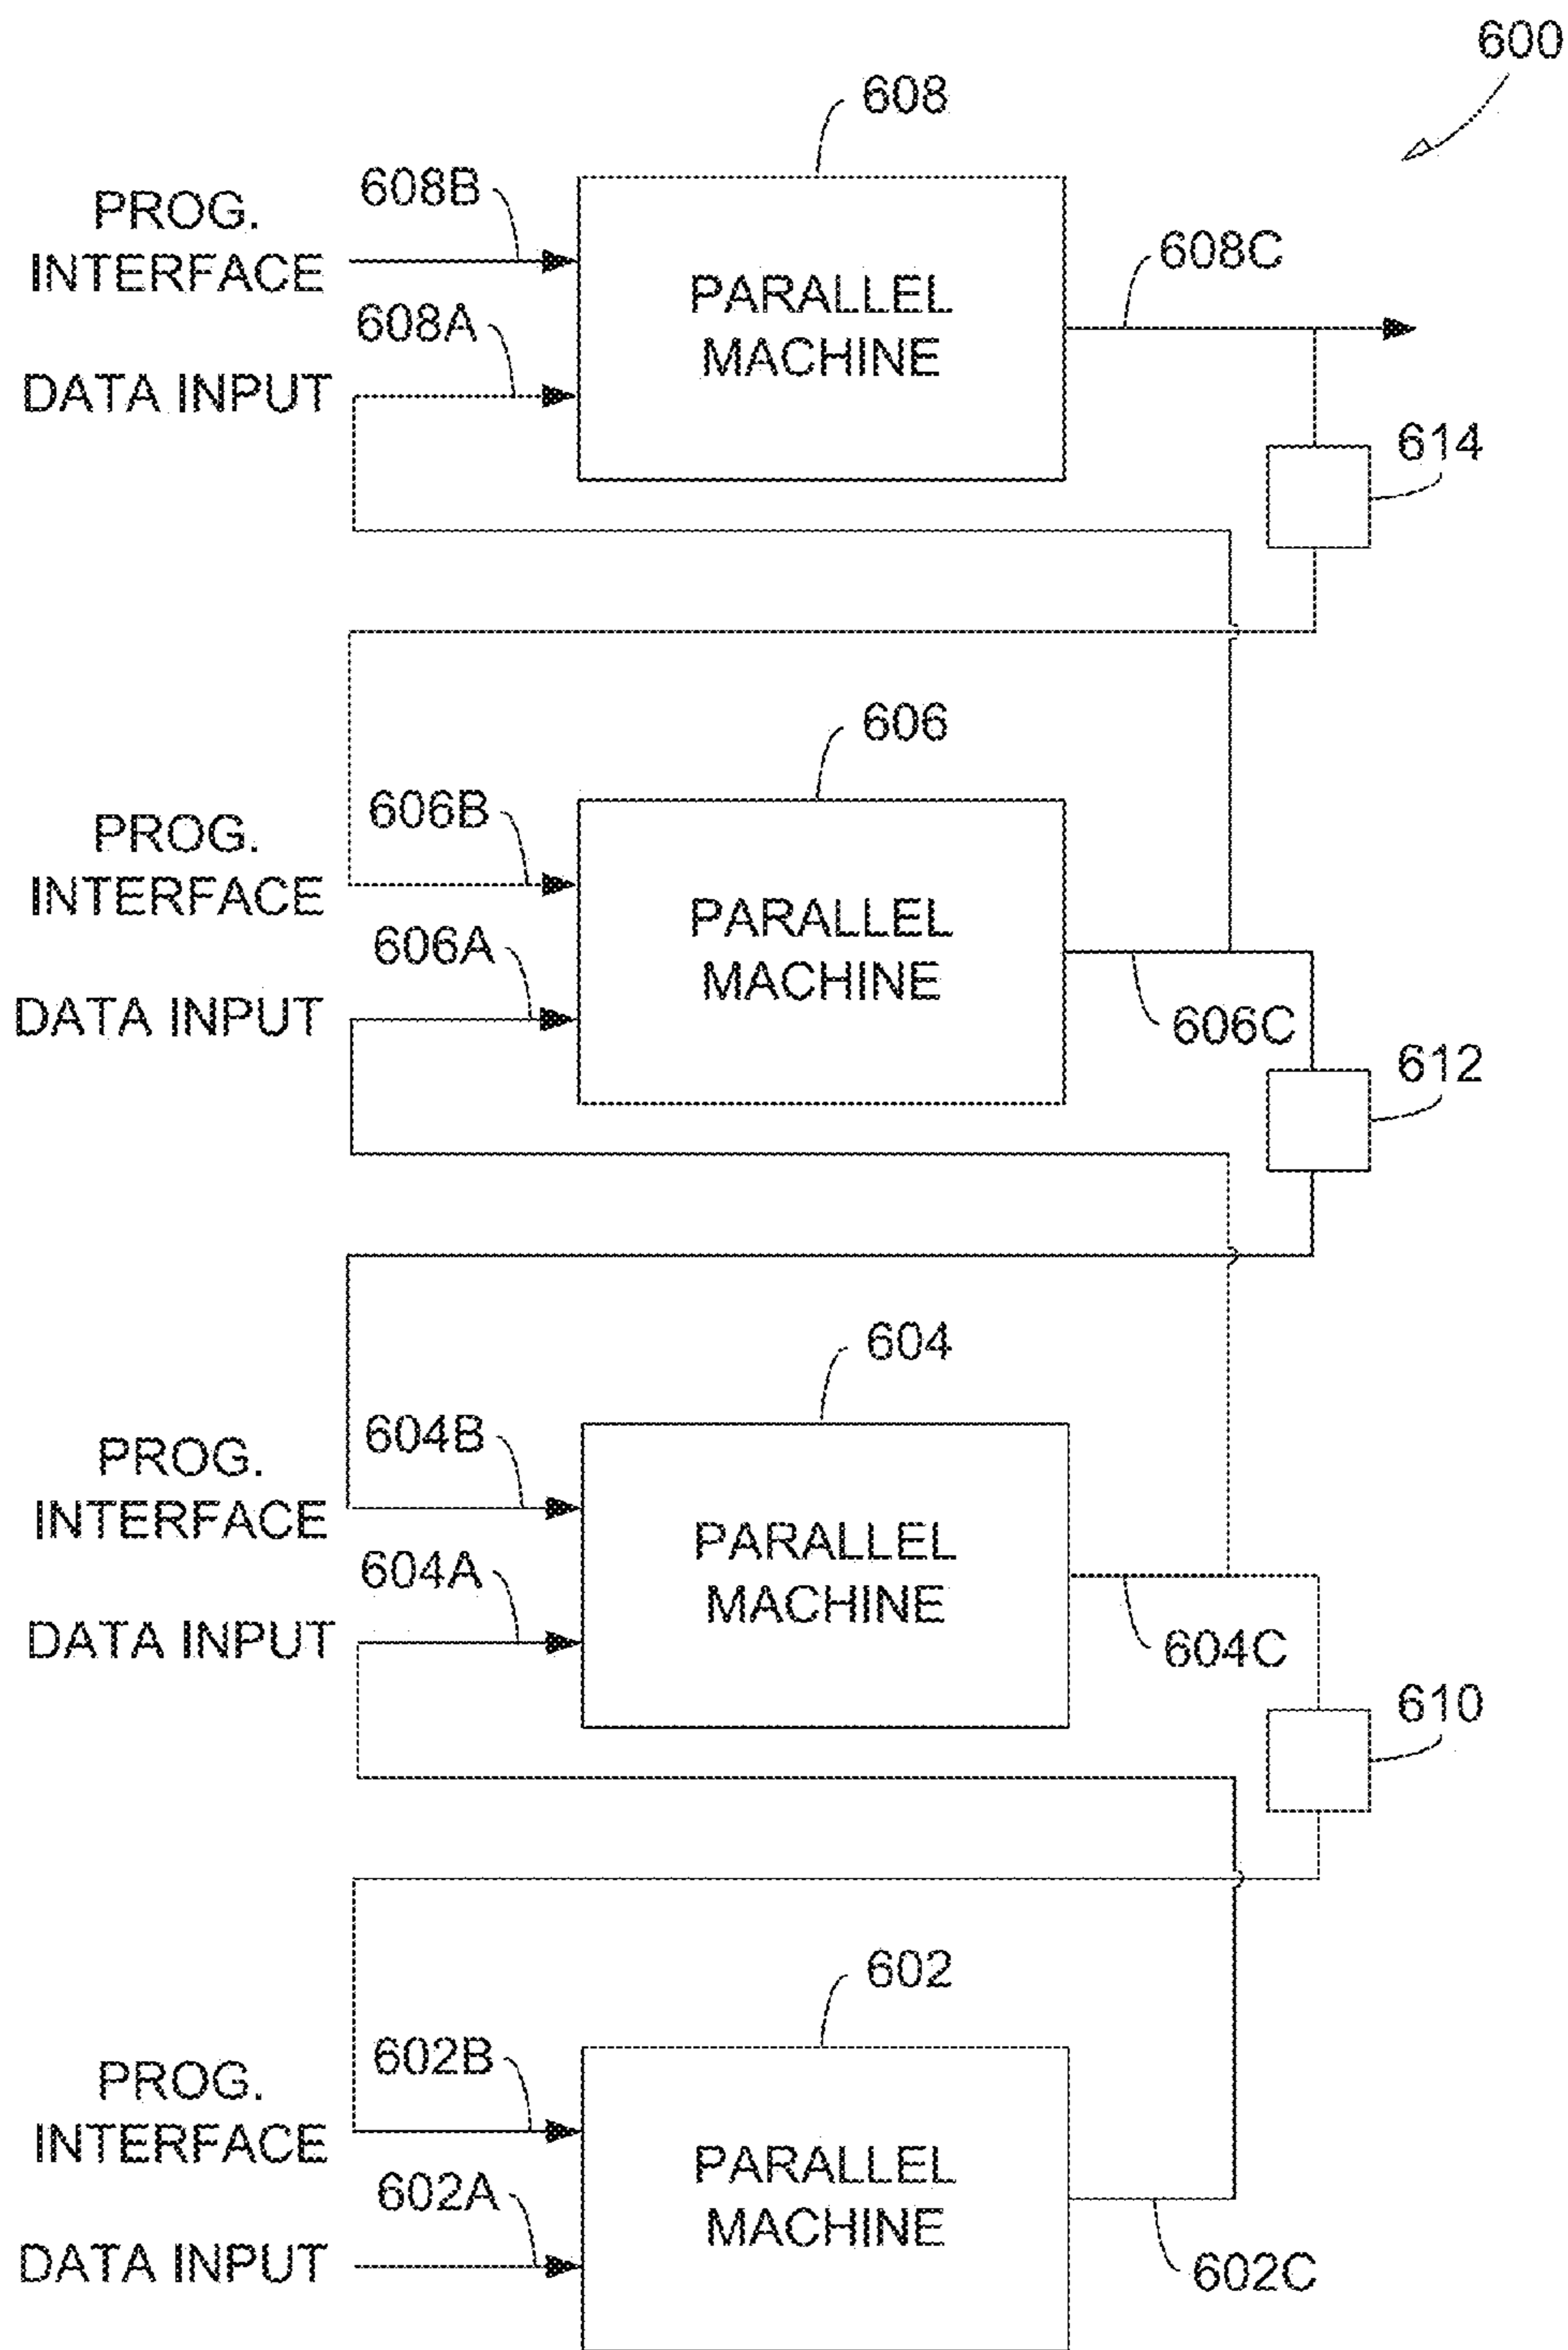 600
608
PROG.
INTERFACE
608B
608A
DATA INPUT
PARALLEL
MACHINE
608C
614
606
PROG.
INTERFACE
606B
606A
DATA INPUT
PARALLEL
MACHINE
606C
612
604
PROG.
INTERFACE
604B
604A
DATA INPUT
PARALLEL
MACHINE
604C
610
602
PROG.
INTERFACE
602B
602A
DATA INPUT
PARALLEL
MACHINE
602C